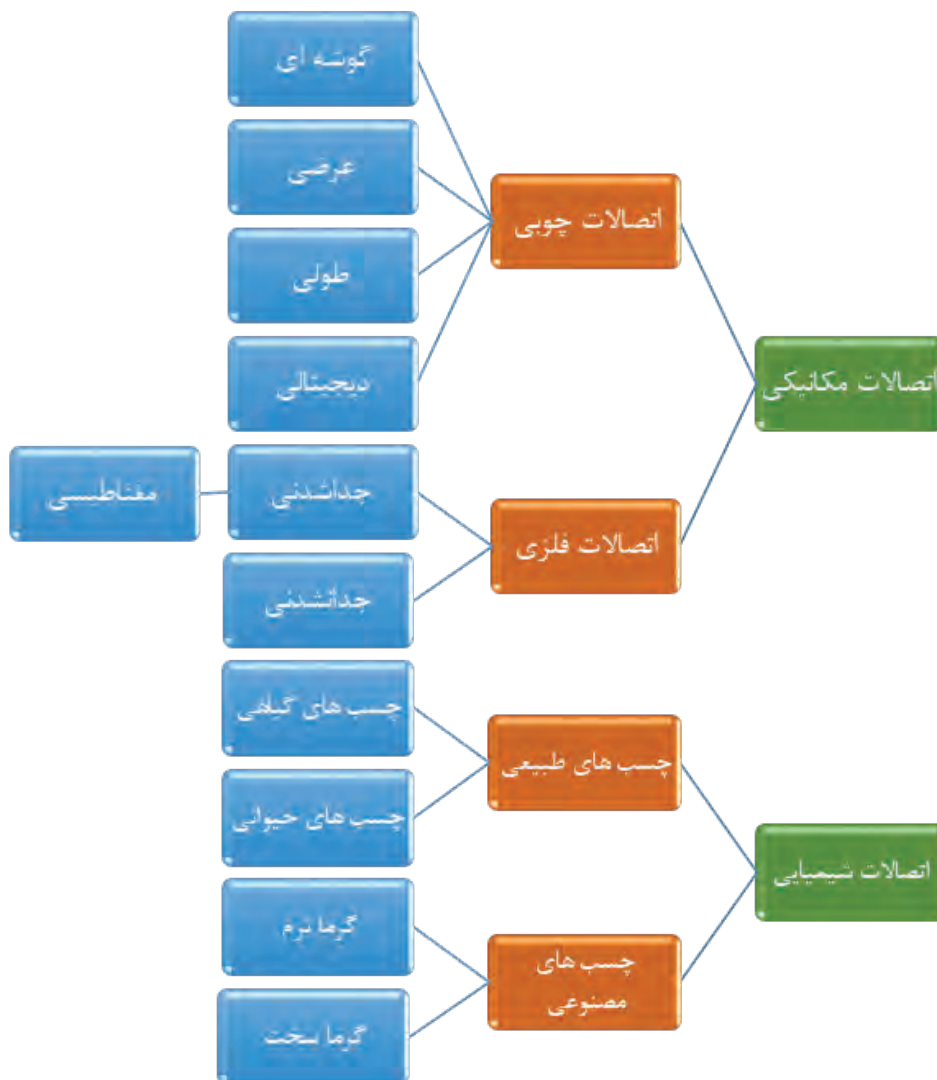 اتصالات مکانیکی
اتصالات چوبی
گوشه ای
عرضی
طولی
دیجیتالی
اتصالات فلزی
جداشدنی
مغناطیسی
جدانشدنی
اتصالات شیمیایی
چسب های طبیعی
چسب های گیاهی
چسب های حیوانی
چسب های
مصنوعی
گرما نرم
گرما سخت